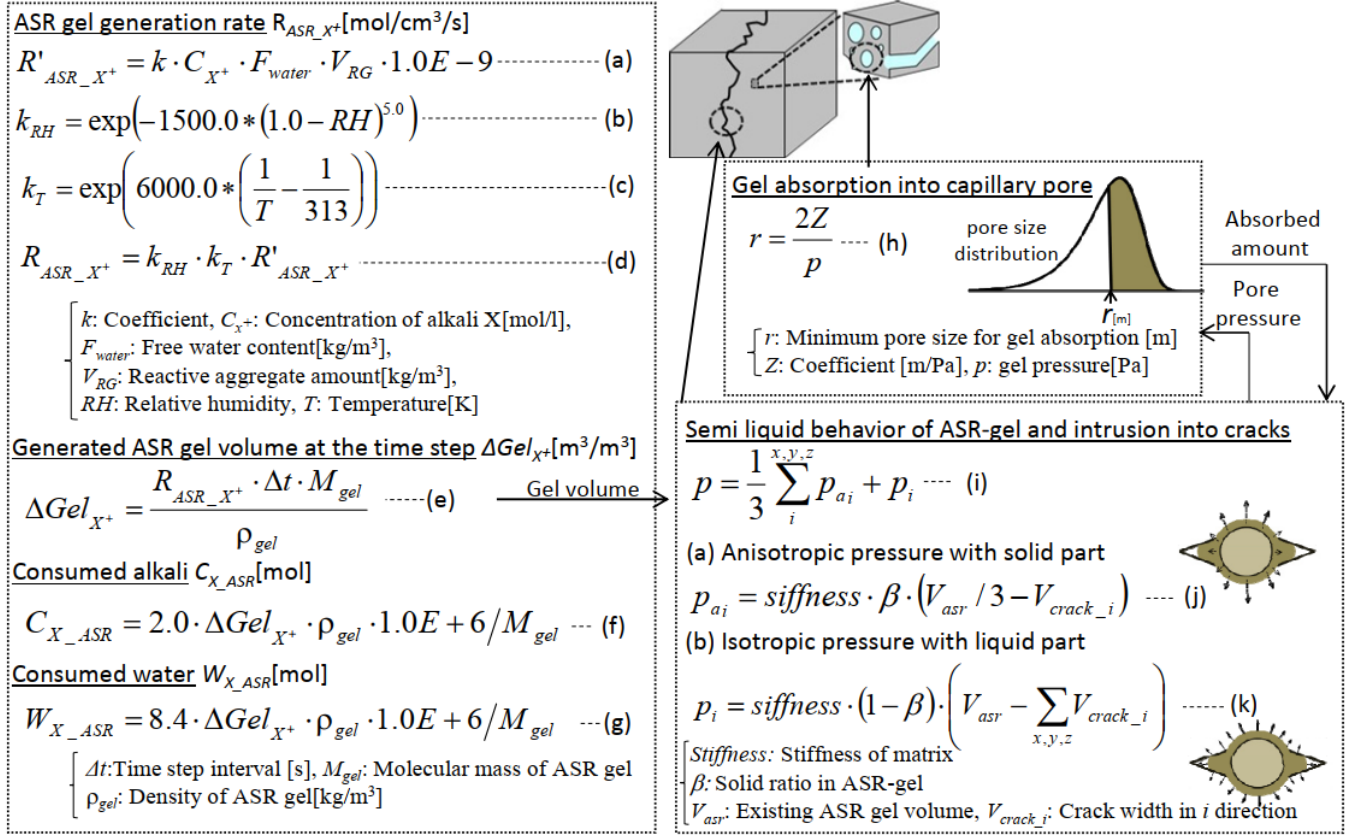 ASR gel generation rate R_ASR_X+[mol/cm³/s]
R'_ASR_X⁺ = k · C_X⁺ · F_water · V_RG · 1.0E − 9 ---------- (a)
k_RH = exp(−1500.0 * (1.0 − RH)^5.0) ---------- (b)
k_T = exp(6000.0 * (1/T − 1/313)) ---------- (c)
R_ASR_X⁺ = k_RH · k_T · R'_ASR_X⁺ ---------- (d)
k: Coefficient, C_x+: Concentration of alkali X[mol/l],
F_water: Free water content[kg/m³],
V_RG: Reactive aggregate amount[kg/m³],
RH: Relative humidity, T: Temperature[K]
Generated ASR gel volume at the time step ΔGel_X+[m³/m³]
ΔGel_X⁺ = R_ASR_X⁺ · Δt · M_gel / ρ_gel ------(e)
Consumed alkali C_X_ASR[mol]
C_X_ASR = 2.0 · ΔGel_X⁺ · ρ_gel · 1.0E + 6/M_gel --- (f)
Consumed water W_X_ASR[mol]
W_X_ASR = 8.4 · ΔGel_X⁺ · ρ_gel · 1.0E + 6/M_gel ---(g)
Δt:Time step interval [s], M_gel: Molecular mass of ASR gel
ρ_gel: Density of ASR gel[kg/m³]
Gel volume
Gel absorption into capillary pore
r = 2Z/p ---- (h)
pore size
distribution
r[m]
r: Minimum pore size for gel absorption [m]
Z: Coefficient [m/Pa], p: gel pressure[Pa]
Absorbed
amount
Pore
pressure
Semi liquid behavior of ASR-gel and intrusion into cracks
p = 1/3 ∑_i^x,y,z p_a_i + p_i ---- (i)
(a) Anisotropic pressure with solid part
p_a_i = siffness · β · (V_asr / 3 − V_crack_i) ---- (j)
(b) Isotropic pressure with liquid part
p_i = siffness · (1 − β) · (V_asr − ∑_x,y,z V_crack_i) ------ (k)
Stiffness: Stiffness of matrix
β: Solid ratio in ASR-gel
V_asr: Existing ASR gel volume, V_crack_i: Crack width in i direction